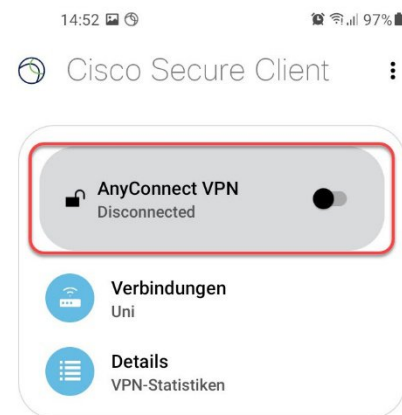 14:52 97%
Cisco Secure Client
AnyConnect VPN
Disconnected
Verbindungen
Uni
Details
VPN-Statistiken